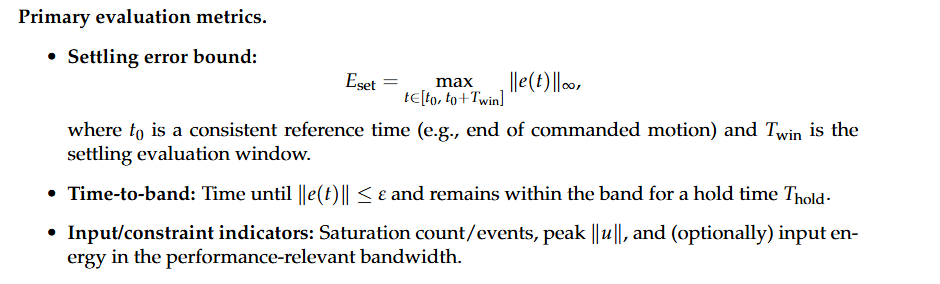 Primary evaluation metrics.
• Settling error bound:
E_set = max_{t∈[t_0, t_0+T_win]} ‖e(t)‖_∞,
where t_0 is a consistent reference time (e.g., end of commanded motion) and T_win is the
settling evaluation window.
• Time-to-band: Time until ‖e(t)‖ ≤ ε and remains within the band for a hold time T_hold.
• Input/constraint indicators: Saturation count/events, peak ‖u‖, and (optionally) input en-
ergy in the performance-relevant bandwidth.